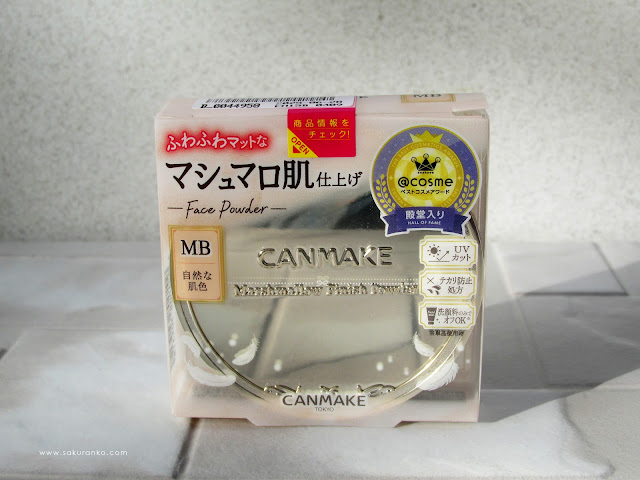 MB
商品情報を
チェック!
OPEN
ふわふわマットな
マシュマロ肌仕上げ
Face Powder
MB
自然な
肌色
@cosme
ベストコスメアワード
殿堂入り
HALL OF FAME
UV
カット
テカリ防止
処方
洗顔料のみで
オフOK*
CANMAKE
Marshmallow Finish Powder
CANMAKE
TOKYO
www.sakuranko.com